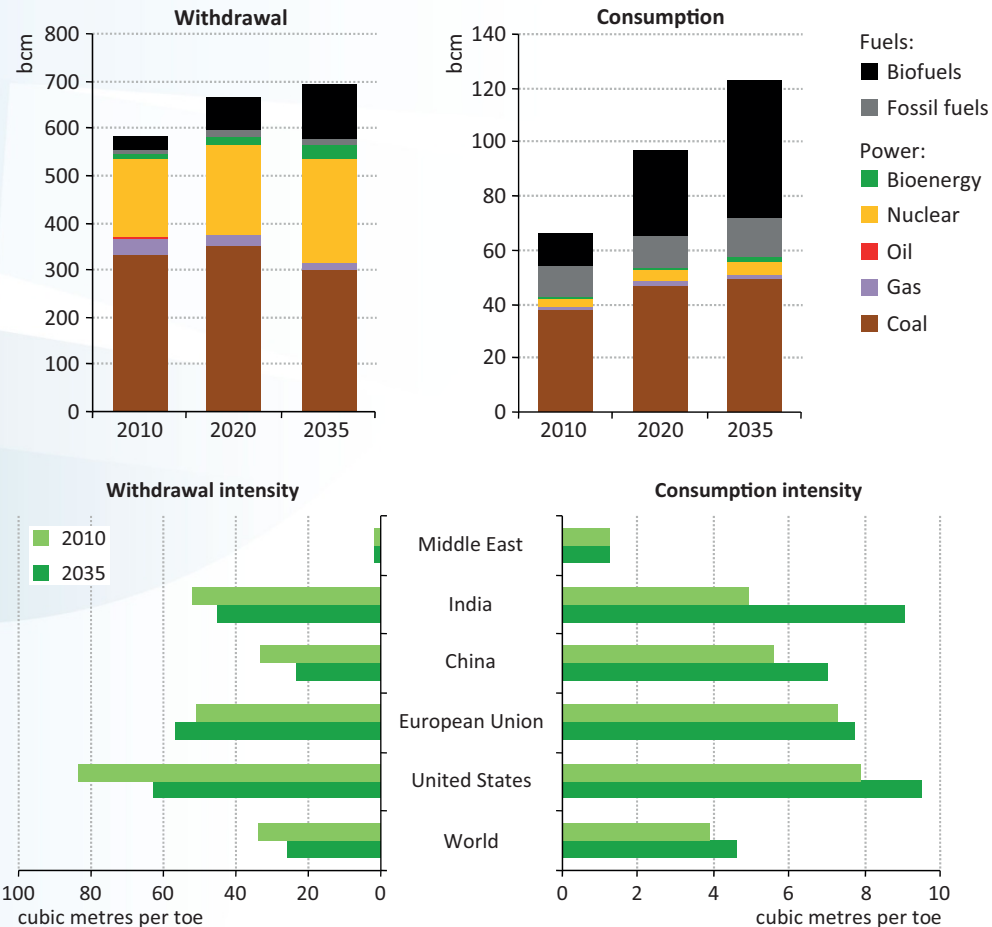 Withdrawal
bcm
800
700
600
500
400
300
200
100
0
2010 2020 2035
Consumption
bcm
140
120
100
80
60
40
20
0
2010 2020 2035
Fuels:
Biofuels
Fossil fuels
Power:
Bioenergy
Nuclear
Oil
Gas
Coal
Withdrawal intensity
2010
2035
100 80 60 40 20 0
cubic metres per toe
Middle East
India
China
European Union
United States
World
Consumption intensity
0 2 4 6 8 10
cubic metres per toe